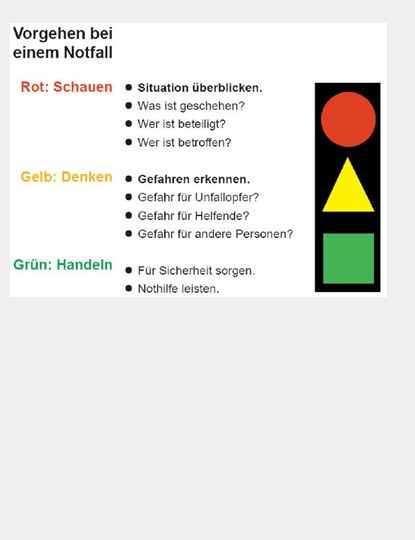 Vorgehen bei
einem Notfall
Rot: Schauen
● Situation überblicken.
● Was ist geschehen?
● Wer ist beteiligt?
● Wer ist betroffen?
Gelb: Denken
● Gefahren erkennen.
● Gefahr für Unfallopfer?
● Gefahr für Helfende?
● Gefahr für andere Personen?
Grün: Handeln
● Für Sicherheit sorgen.
● Nothilfe leisten.